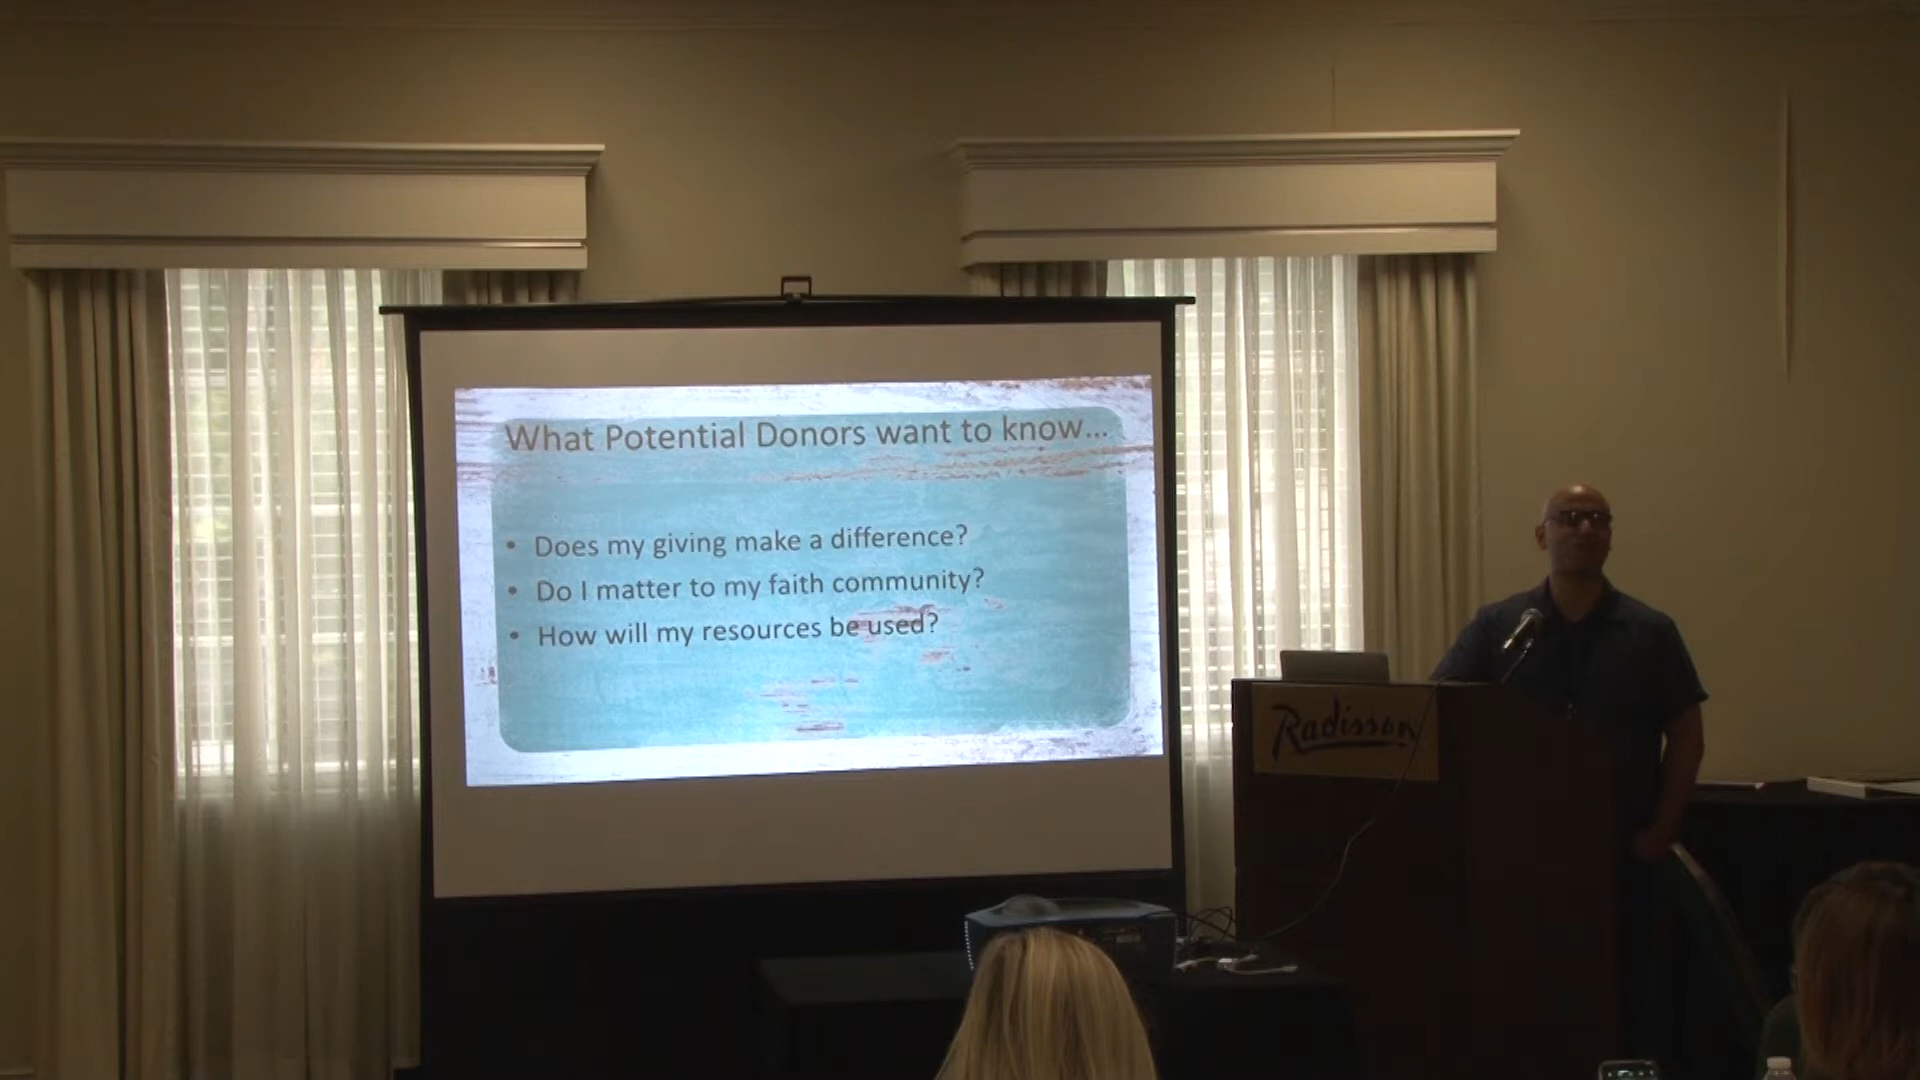 What Potential Donors want to know...
• Does my giving make a difference?
• Do I matter to my faith community?
• How will my resources be used?
Radisson